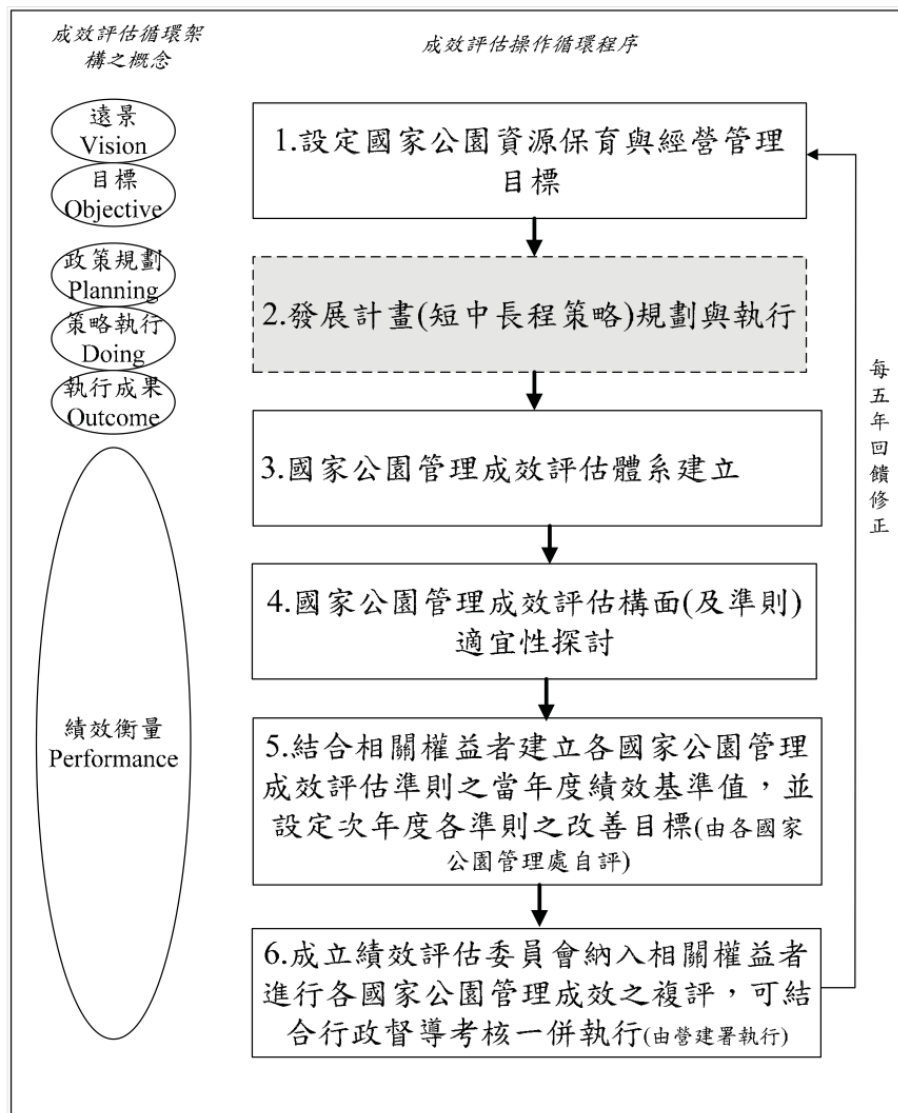 成效評估循環架
構之概念
成效評估操作循環程序
遠景
Vision
目標
Objective
政策規劃
Planning
策略執行
Doing
執行成果
Outcome
績效衡量
Performance
1.設定國家公園資源保育與經營管理
目標
2.發展計畫(短中長程策略)規劃與執行
3.國家公園管理成效評估體系建立
4.國家公園管理成效評估構面(及準則)
適宜性探討
5.結合相關權益者建立各國家公園管理
成效評估準則之當年度績效基準值，並
設定次年度各準則之改善目標(由各國家
公園管理處自評)
6.成立績效評估委員會納入相關權益者
進行各國家公園管理成效之複評，可結
合行政督導考核一併執行(由營建署執行)
每五年回饋修正